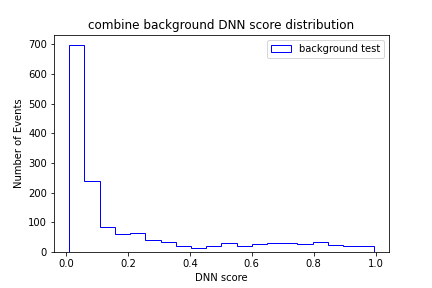 combine background DNN score distribution
background test
Number of Events
700
600
500
400
300
200
100
0
0.0 0.2 0.4 0.6 0.8 1.0
DNN score